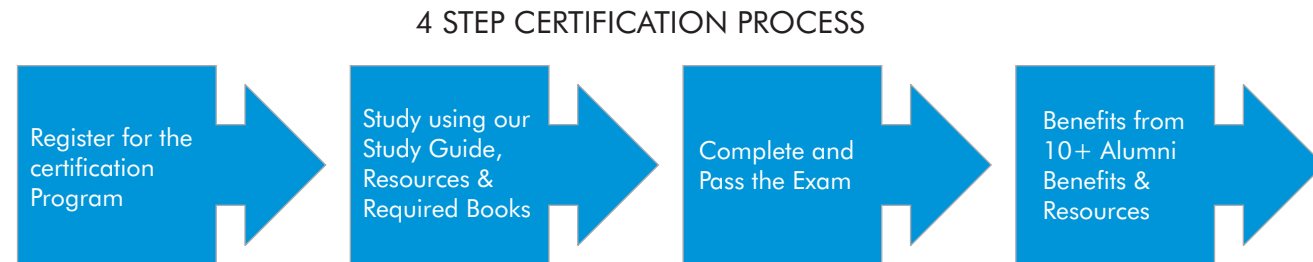 4 STEP CERTIFICATION PROCESS
Register for the
certification
Program
Study using our
Study Guide,
Resources &
Required Books
Complete and
Pass the Exam
Benefits from
10+ Alumni
Benefits &
Resources